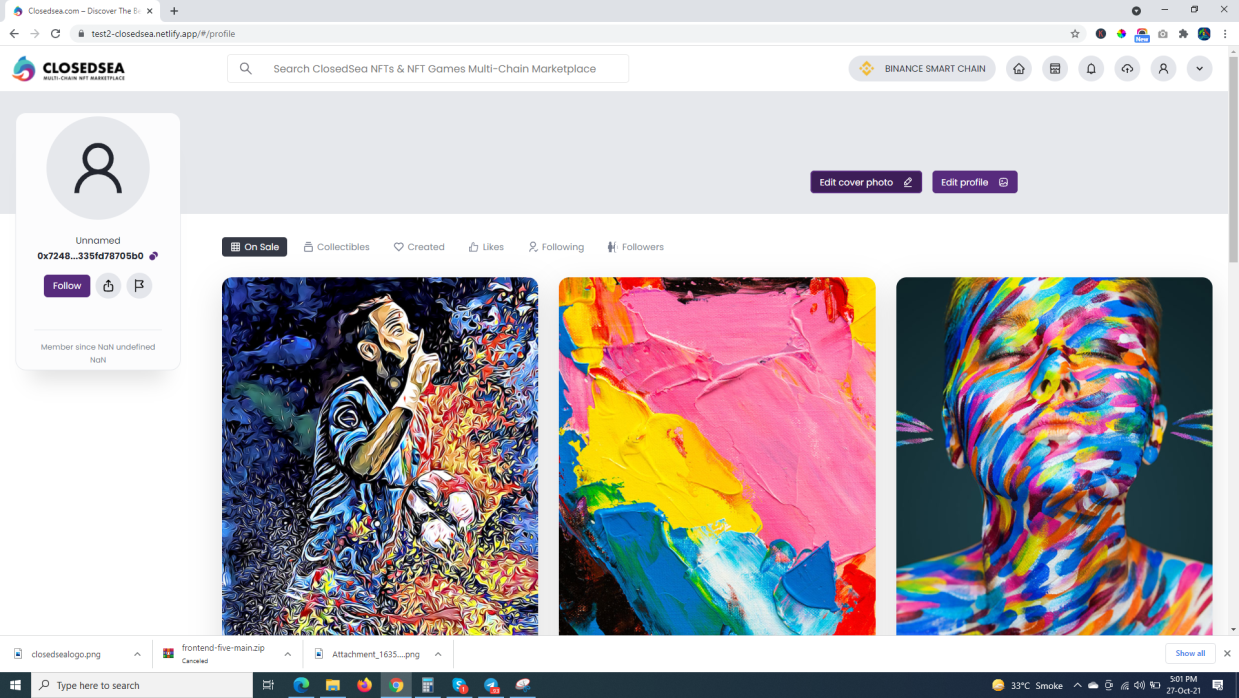 Closedsea.com – Discover The Be
test2-closedsea.netlify.app/#/profile
New
CLOSEDSEA
MULTI-CHAIN NFT MARKETPLACE
Search ClosedSea NFTs & NFT Games Multi-Chain Marketplace
BINANCE SMART CHAIN
Edit cover photo
Edit profile
Unnamed
0x7248...335fd78705b0
Follow
Member since NaN undefined
NaN
On Sale
Collectibles
Created
Likes
Following
Followers
closedsealogo.png
frontend-five-main.zip
Canceled
Attachment_1635....png
Show all
Type here to search
33°C Smoke
5:01 PM
27-Oct-21